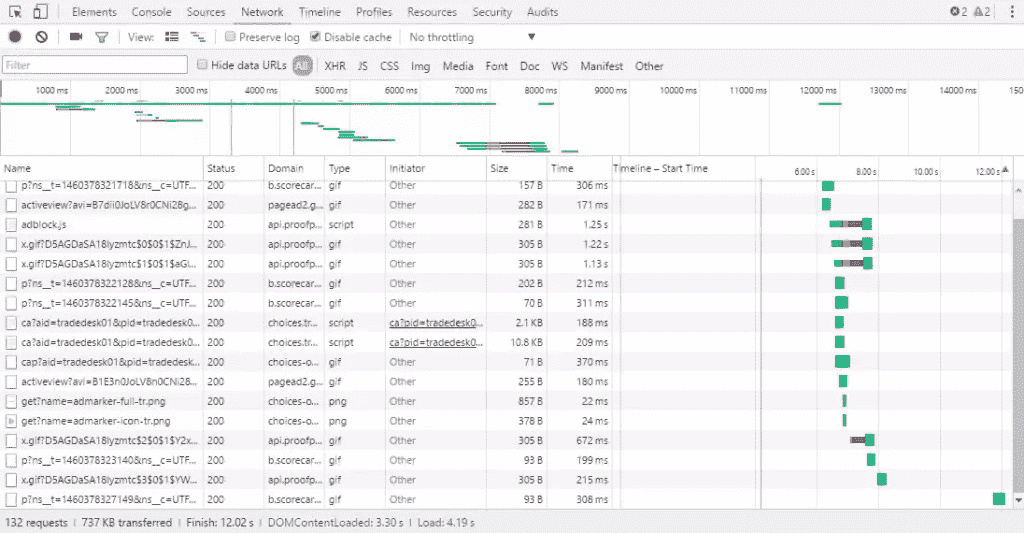 Elements Console Sources Network Timeline Profiles Resources Security Audits 2 2
View: Preserve log Disable cache No throttling
Filter Hide data URLs All XHR JS CSS Img Media Font Doc WS Manifest Other
1000 ms 2000 ms 3000 ms 4000 ms 5000 ms 6000 ms 7000 ms 8000 ms 9000 ms 10000 ms 11000 ms 12000 ms 13000 ms 14000 ms 150
Name Status Domain Type Initiator Size Time Timeline – Start Time 6.00 s 8.00 s 10.00 s 12.00 s
p?ns__t=1460378321718&ns__c=UTF... 200 b.scorecar... gif Other 157 B 306 ms
activeview?avi=B7dii0JoLV8r0CNi28g... 200 pagead2.g... gif Other 282 B 171 ms
adblock.js 200 api.proofp... script Other 281 B 1.25 s
x.gif?D5AGDaSA18lyzmtc$0$0$1$ZnJ... 200 api.proofp... gif Other 305 B 1.22 s
x.gif?D5AGDaSA18lyzmtc$1$0$1$aGl... 200 api.proofp... gif Other 305 B 1.13 s
p?ns__t=1460378322128&ns__c=UTF... 200 b.scorecar... gif Other 202 B 212 ms
p?ns__t=1460378322145&ns__c=UTF... 200 b.scorecar... gif Other 70 B 311 ms
ca?aid=tradedesk01&pid=tradedesk0... 200 choices.tr... script ca?pid=tradedesk0... 2.1 KB 188 ms
ca?aid=tradedesk01&pid=tradedesk0... 200 choices.tr... script ca?pid=tradedesk0... 10.8 KB 209 ms
cap?aid=tradedesk01&pid=tradedesk... 200 choices-o... gif Other 71 B 370 ms
activeview?avi=B1E3n0JoLV8n0CNi28... 200 pagead2.g... gif Other 255 B 180 ms
get?name=admarker-full-tr.png 200 choices-o... png Other 857 B 22 ms
get?name=admarker-icon-tr.png 200 choices-o... png Other 378 B 24 ms
x.gif?D5AGDaSA18lyzmtc$2$0$1$Y2x... 200 api.proofp... gif Other 305 B 672 ms
p?ns__t=1460378323140&ns__c=UTF... 200 b.scorecar... gif Other 93 B 199 ms
x.gif?D5AGDaSA18lyzmtc$3$0$1$YW... 200 api.proofp... gif Other 305 B 215 ms
p?ns__t=1460378327149&ns__c=UTF... 200 b.scorecar... gif Other 93 B 308 ms
132 requests | 737 KB transferred | Finish: 12.02 s | DOMContentLoaded: 3.30 s | Load: 4.19 s